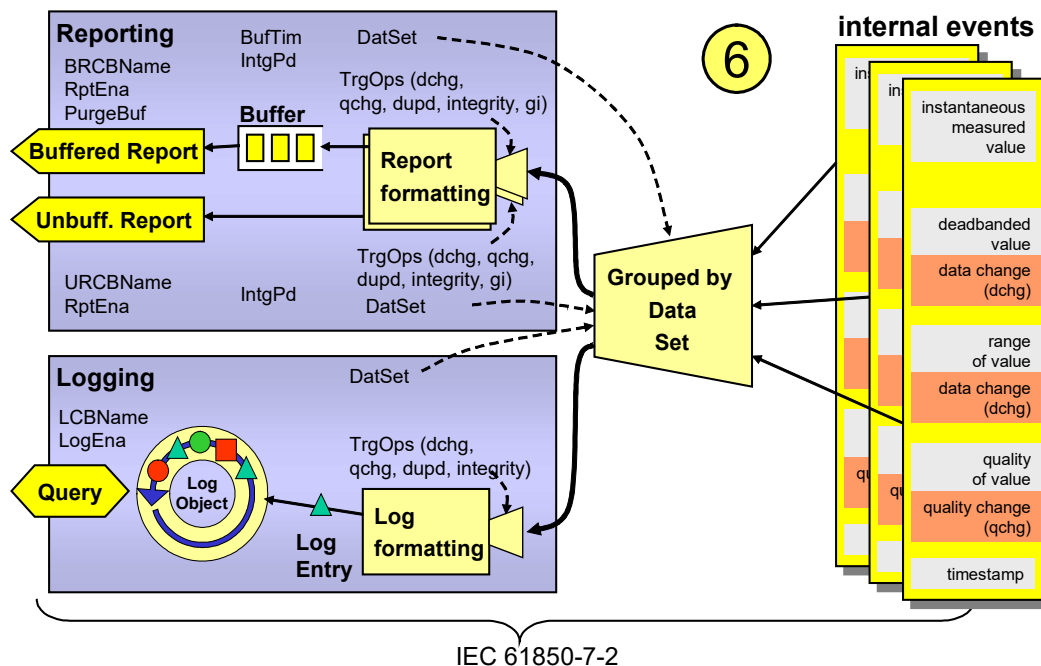 Reporting
BufTim
IntgPd
DatSet
BRCBName
RptEna
PurgeBuf
TrgOps (dchg,
qchg, dupd, integrity, gi)
Buffer
Buffered Report
Unbuff. Report
Report
formatting
TrgOps (dchg, qchg,
dupd, integrity, gi)
URCBName
RptEna
IntgPd
DatSet
Logging
DatSet
LCBName
LogEna
TrgOps (dchg,
qchg, dupd, integrity)
Query
Log
Object
Log
Entry
Log
formatting
Grouped by
Data
Set
6
internal events
ins
ins
instantaneous
measured
value
deadbanded
value
data change
(dchg)
range
of value
data change
(dchg)
quality
of value
qu
qu
quality change
(qchg)
timestamp
IEC 61850-7-2